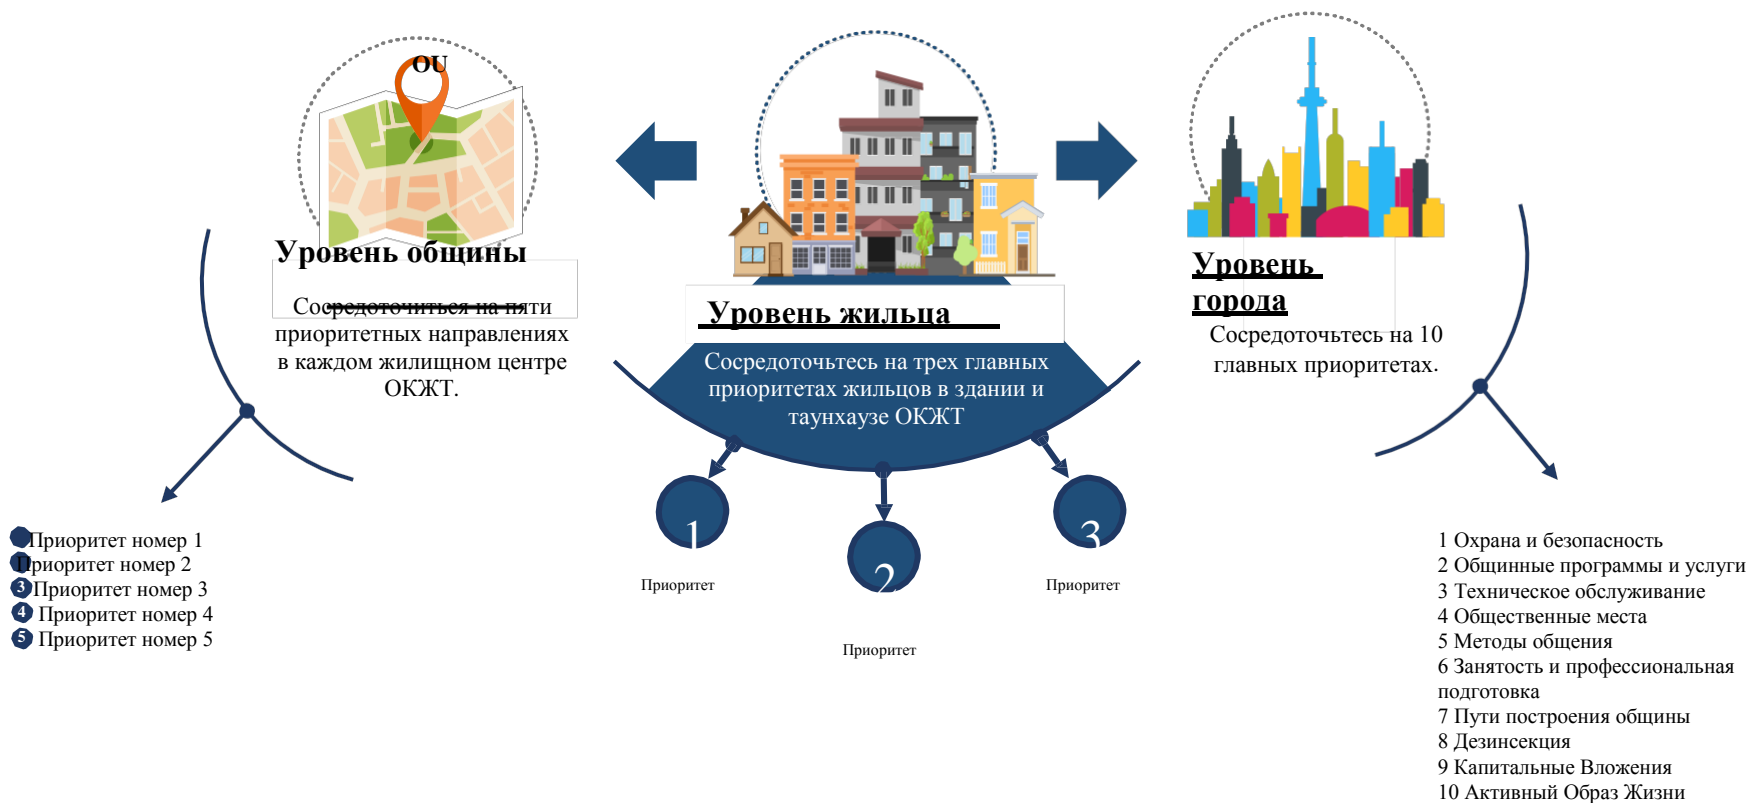 OU
Уровень общины
Сосредоточиться на пяти
приоритетных направлениях
в каждом жилищном центре
ОКЖТ.
Приоритет номер 1
Приоритет номер 2
3 Приоритет номер 3
4 Приоритет номер 4
5 Приоритет номер 5
Уровень жильца
Сосредоточьтесь на трех главных
приоритетах жильцов в здании и
таунхаузе ОКЖТ
1
2
3
Приоритет
Приоритет
Приоритет
Уровень
города
Сосредоточьтесь на 10
главных приоритетах.
1 Охрана и безопасность
2 Общинные программы и услуги
3 Техническое обслуживание
4 Общественные места
5 Методы общения
6 Занятость и профессиональная
подготовка
7 Пути построения общины
8 Дезинсекция
9 Капитальные Вложения
10 Активный Образ Жизни